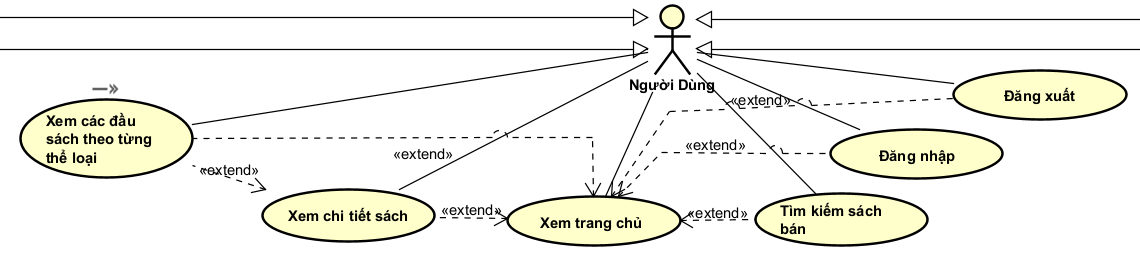 Người Dùng
—»
Xem các đầu
sách theo từng
thể loại
«extend»
Đăng xuất
«extend»
«extend»
Đăng nhập
«extend»
Xem chi tiết sách
«extend»
Xem trang chủ
«extend»
Tìm kiếm sách
bán